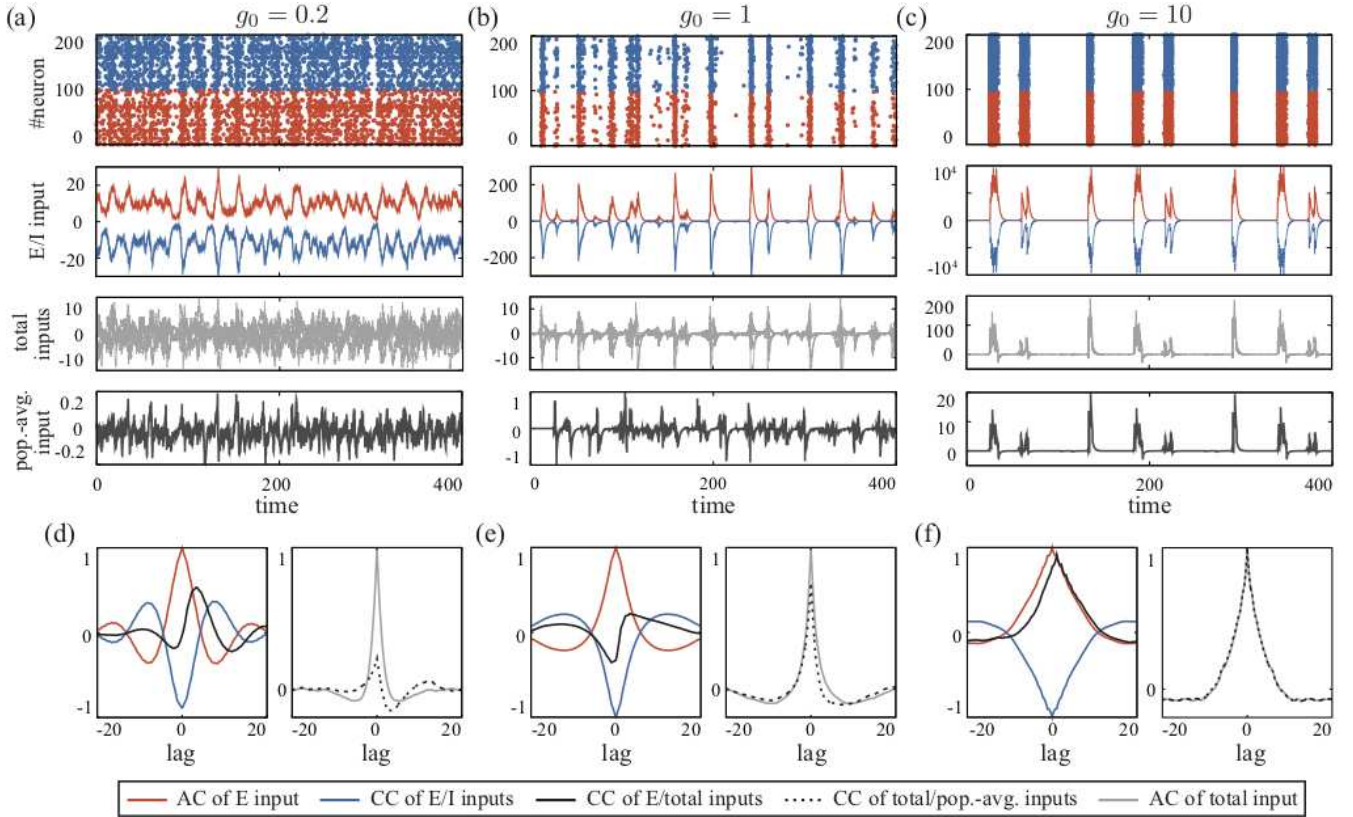 (a) g₀ = 0.2
(b) g₀ = 1
(c) g₀ = 10
#neuron
200
100
0
200
100
0
200
100
0
E/I input
20
0
-20
200
0
-200
10⁴
0
-10⁴
total
inputs
10
0
-10
10
0
-10
200
100
0
pop.-avg.
input
0.2
0
-0.2
1
0
-1
20
10
0
0 200 400
time
0 200 400
time
0 200 400
time
(d)
1
0
-1
-20 0 20
lag
0
-20 0 20
lag
(e)
1
0
-1
-20 0 20
lag
1
0
-20 0 20
lag
(f)
1
0
-1
-20 0 20
lag
1
0
-20 0 20
lag
AC of E input CC of E/I inputs CC of E/total inputs CC of total/pop.-avg. inputs AC of total input